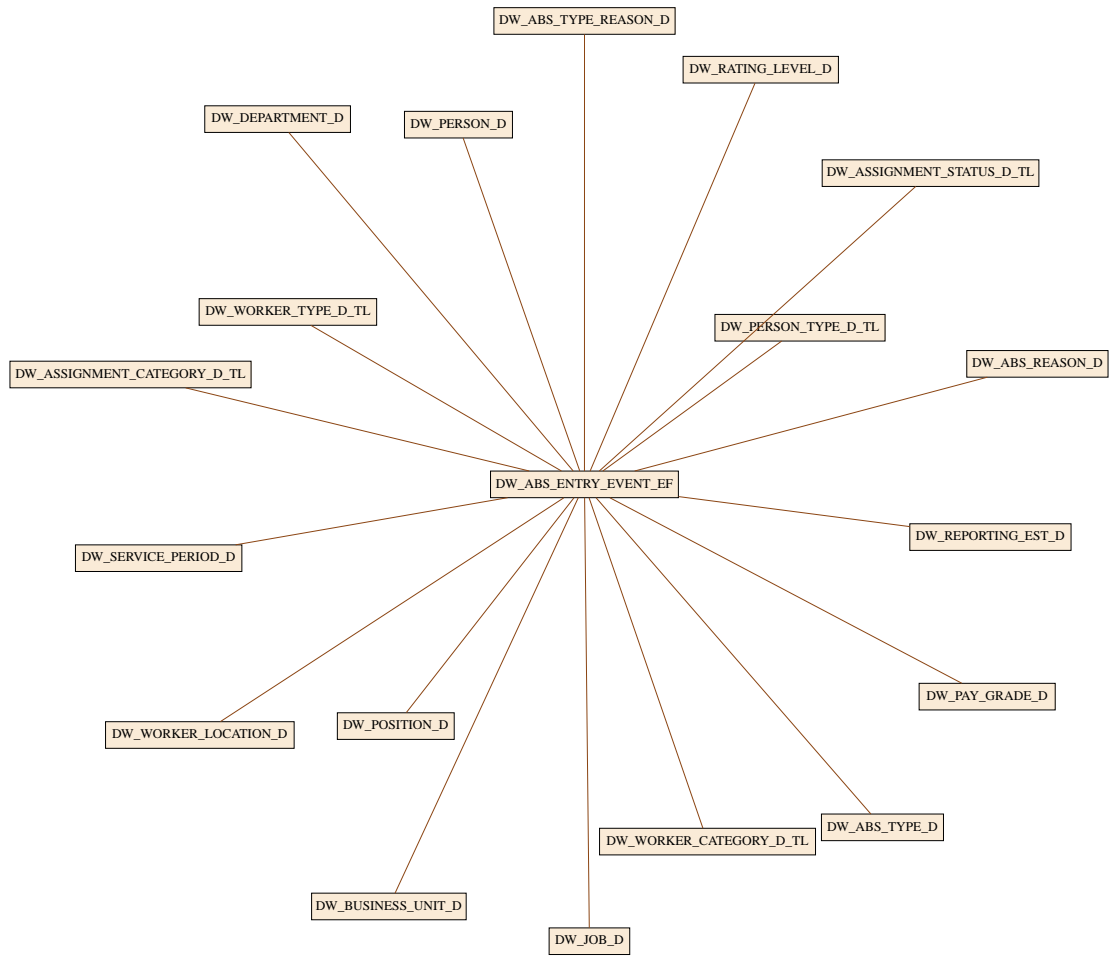 DW_ABS_TYPE_REASON_D
DW_RATING_LEVEL_D
DW_DEPARTMENT_D
DW_PERSON_D
DW_ASSIGNMENT_STATUS_D_TL
DW_WORKER_TYPE_D_TL
DW_PERSON_TYPE_D_TL
DW_ABS_REASON_D
DW_ASSIGNMENT_CATEGORY_D_TL
DW_ABS_ENTRY_EVENT_EF
DW_REPORTING_EST_D
DW_SERVICE_PERIOD_D
DW_PAY_GRADE_D
DW_POSITION_D
DW_WORKER_LOCATION_D
DW_ABS_TYPE_D
DW_WORKER_CATEGORY_D_TL
DW_BUSINESS_UNIT_D
DW_JOB_D